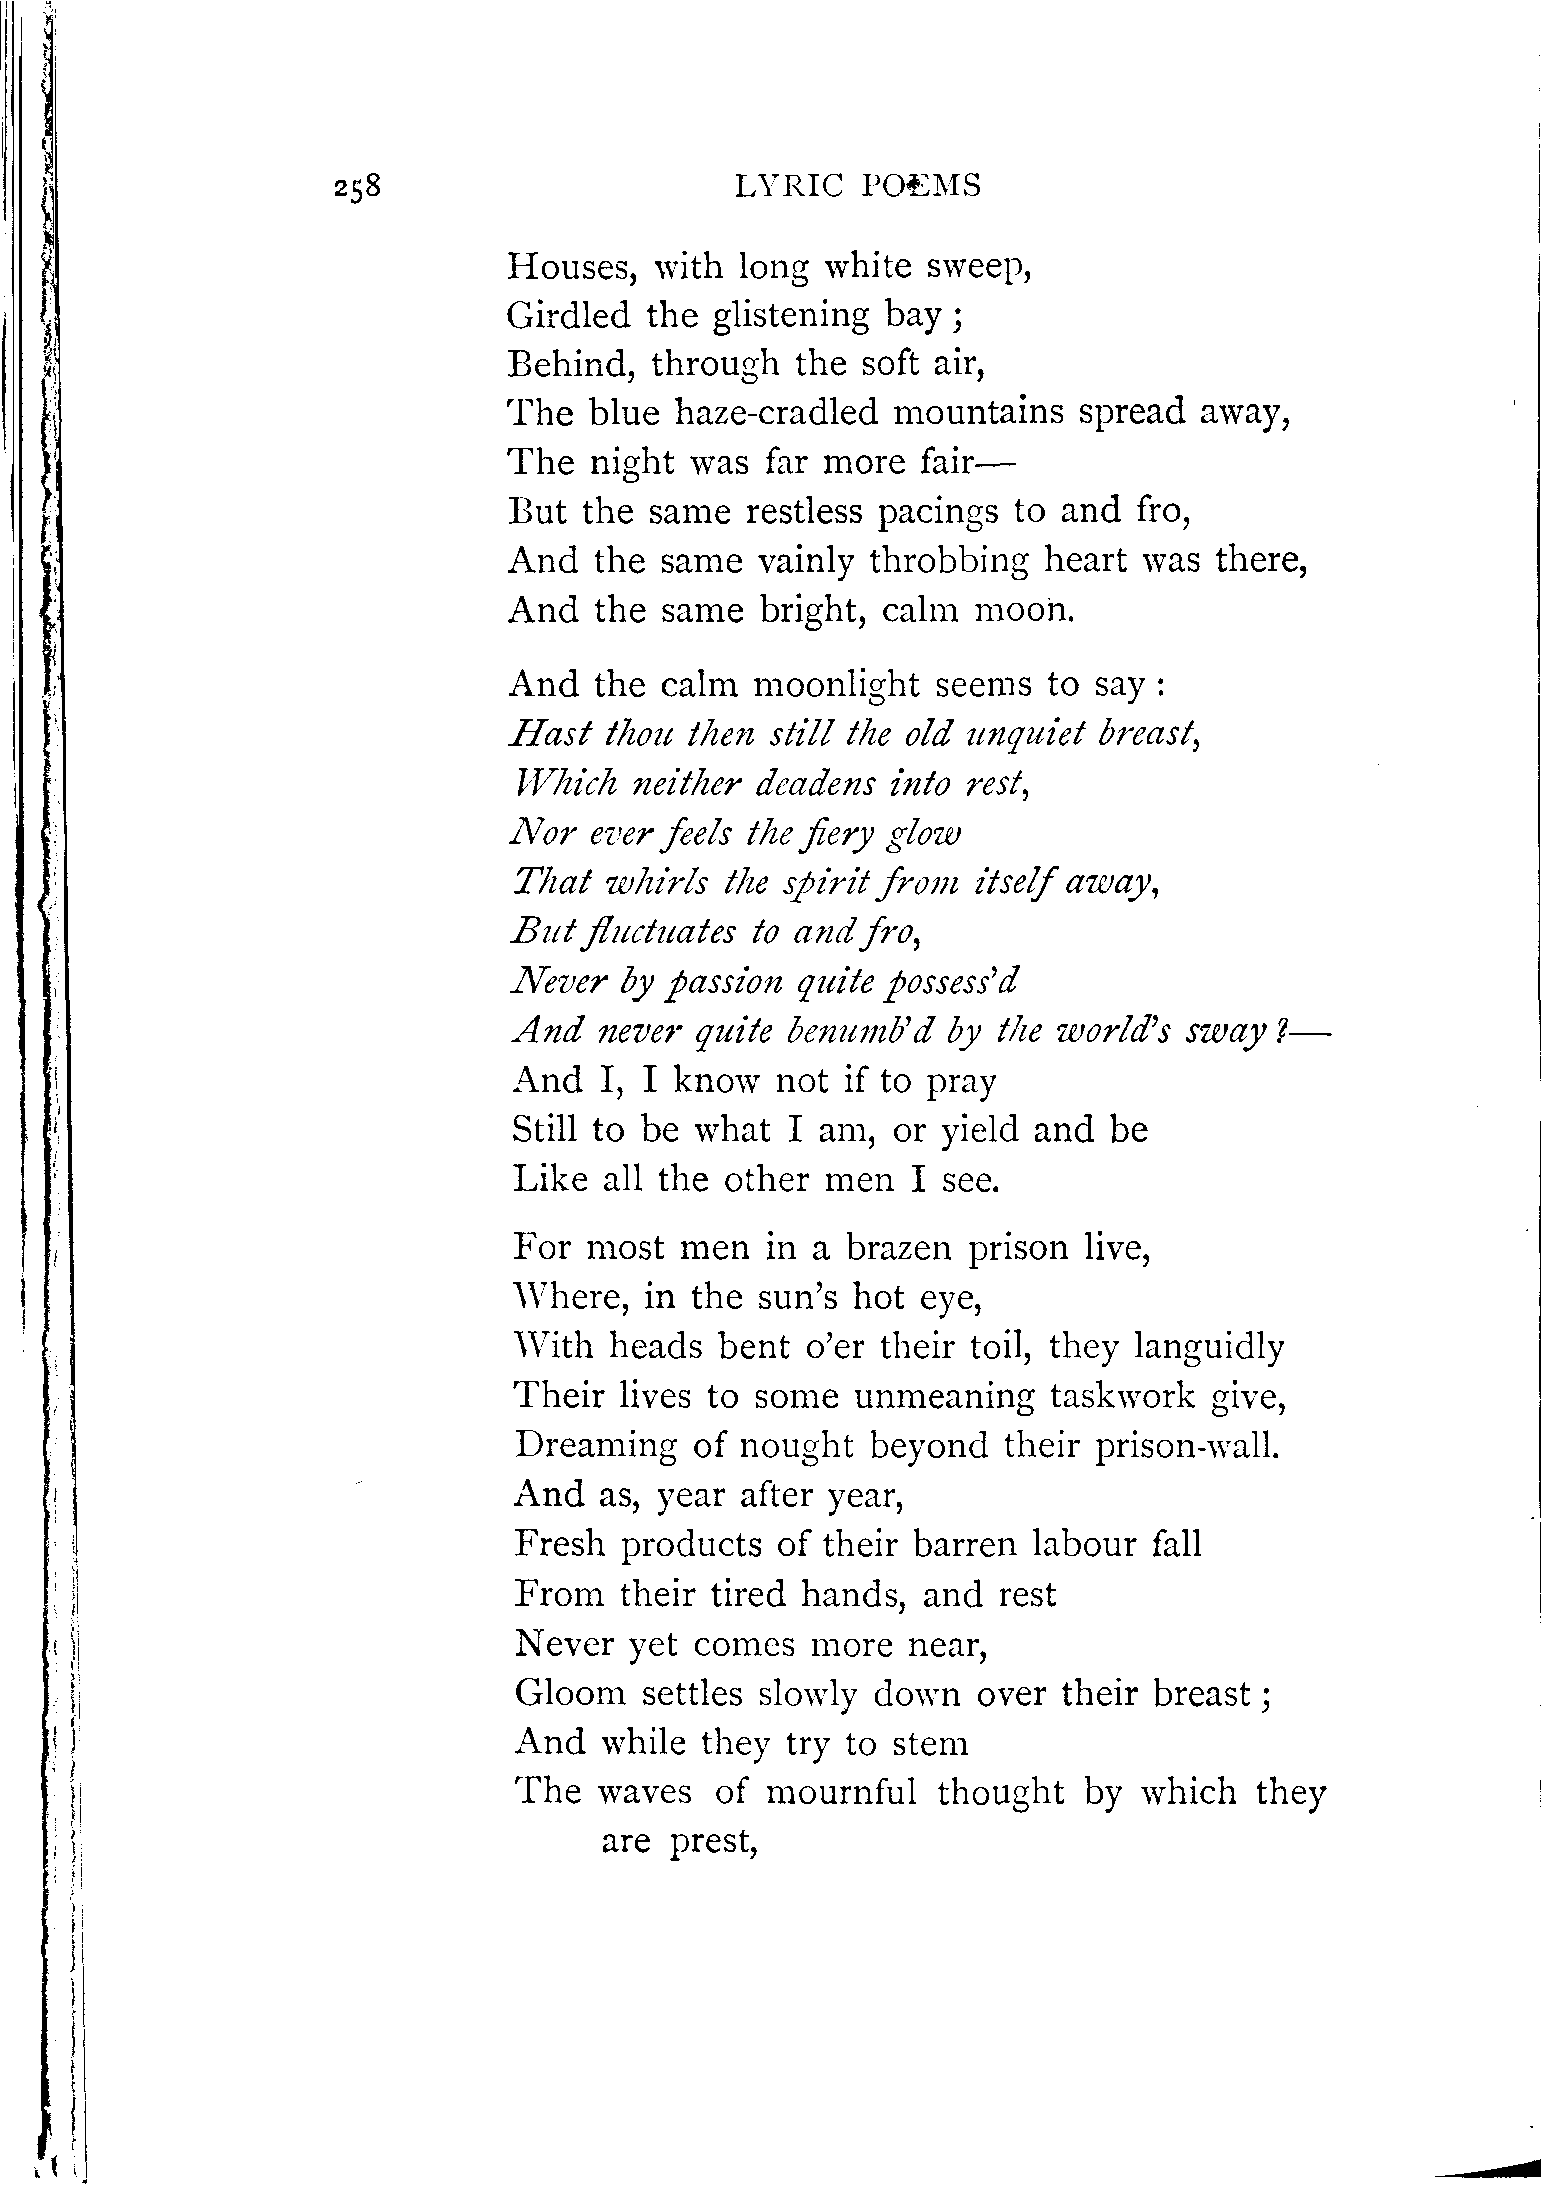 258 LYRIC POEMS
Houses, with long white sweep,
Girdled the glistening bay ;
Behind, through the soft air,
The blue haze-cradled mountains spread away,
The night was far more fair—
But the same restless pacings to and fro,
And the same vainly throbbing heart was there,
And the same bright, calm moon.
And the calm moonlight seems to say :
Hast thou then still the old unquiet breast,
Which neither deadens into rest,
Nor ever feels the fiery glow
That whirls the spirit from itself away,
But fluctuates to and fro,
Never by passion quite possess'd
And never quite benumb'd by the world's sway ?—
And I, I know not if to pray
Still to be what I am, or yield and be
Like all the other men I see.
For most men in a brazen prison live,
Where, in the sun's hot eye,
With heads bent o'er their toil, they languidly
Their lives to some unmeaning taskwork give,
Dreaming of nought beyond their prison-wall.
And as, year after year,
Fresh products of their barren labour fall
From their tired hands, and rest
Never yet comes more near,
Gloom settles slowly down over their breast ;
And while they try to stem
The waves of mournful thought by which they
are prest,